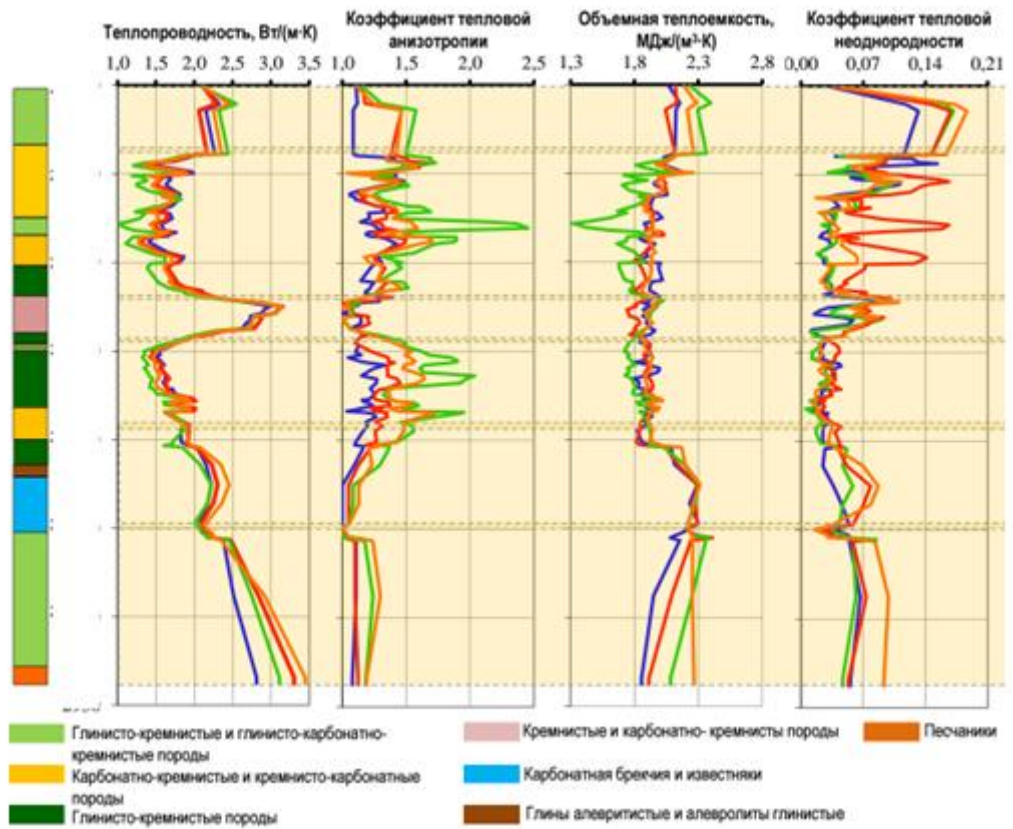 Теплопроводность, Вт/(м·К)
1,0 1,5 2,0 2,5 3,0 3,5
Коэффициент тепловой
анизотропии
1,0 1,5 2,0 2,5
Объемная теплоемкость,
МДж/(м³·К)
1,3 1,8 2,3 2,8
Коэффициент тепловой
неоднородности
0,00 0,07 0,14 0,21
Глинисто-кремнистые и глинисто-карбонатно-
кремнистые породы
Карбонатно-кремнистые и кремнисто-карбонатные
породы
Глинисто-кремнистые породы
Кремнистые и карбонатно- кремнисты породы
Карбонатная брекчия и известняки
Глины алевритистые и алевролиты глинистые
Песчаники